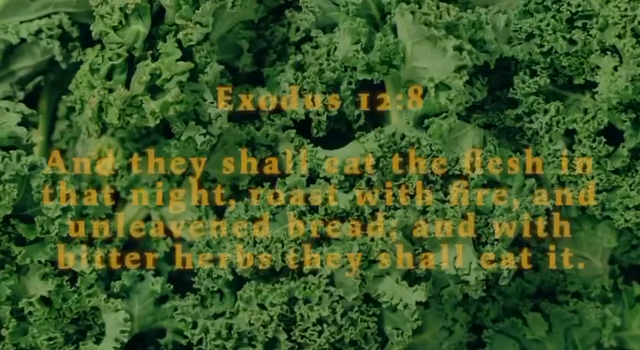 Exodus 12:8
And they shall eat the flesh in
that night, roast with fire, and
unleavened bread; and with
bitter herbs they shall eat it.